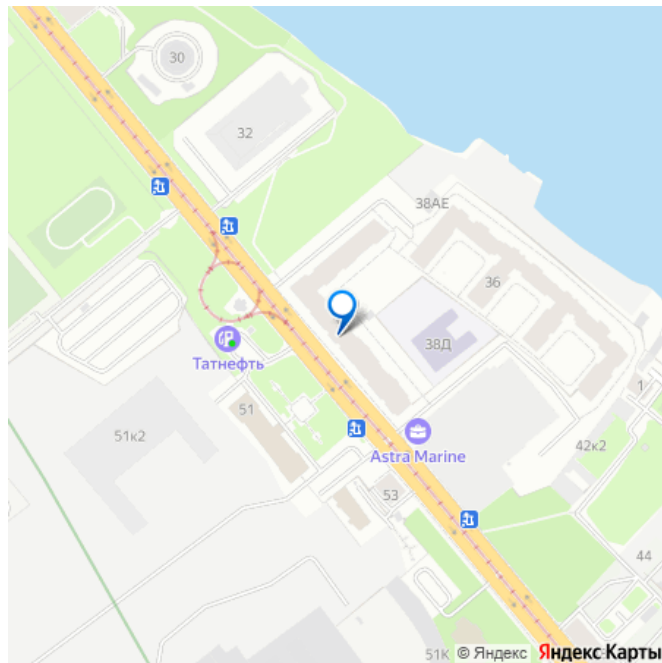 30
32
38АЕ
36
38Д
Татнефть
51
1
51к2
Astra Marine
42к2
53
44
51К
© Яндекс
Яндекс Карты